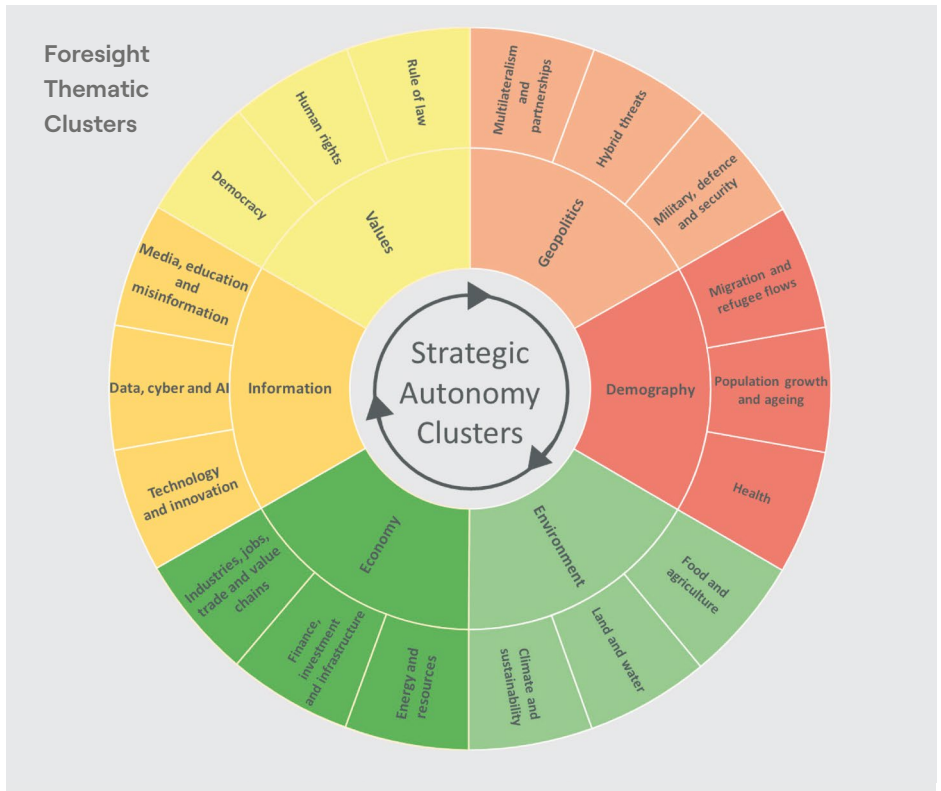 Foresight
Thematic
Clusters
Strategic
Autonomy
Clusters
Geopolitics
Multilateralism
and
partnerships
Hybrid threats
Military, defence
and security
Demography
Migration and
refugee flows
Population growth
and ageing
Health
Environment
Food and
agriculture
Land and water
Climate and
sustainability
Economy
Energy and
resources
Finance,
investment
and infrastructure
Industries, jobs,
trade and value
chains
Information
Technology
and innovation
Data, cyber and AI
Media, education
and
misinformation
Values
Democracy
Human rights
Rule of law